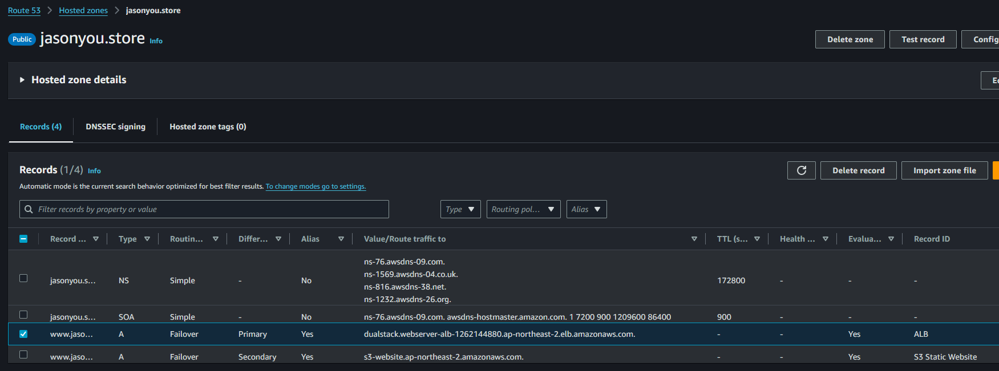 Route 53 > Hosted zones > jasonyou.store
Public jasonyou.store Info
Delete zone Test record Config
Hosted zone details
Records (4) DNSSEC signing Hosted zone tags (0)
Records (1/4) Info
Delete record Import zone file
Automatic mode is the current search behavior optimized for best filter results. To change modes go to settings.
Filter records by property or value Type Routing pol... Alias
Record ... Type Routin... Differ... Alias Value/Route traffic to TTL (s... Health ... Evalua... Record ID
ns-76.awsdns-09.com.
ns-1569.awsdns-04.co.uk.
jasonyou.s... NS Simple - No 172800 - - -
ns-816.awsdns-38.net.
ns-1232.awsdns-26.org.
jasonyou.s... SOA Simple - No ns-76.awsdns-09.com. awsdns-hostmaster.amazon.com. 1 7200 900 1209600 86400 900 - - -
www.jaso... A Failover Primary Yes dualstack.webserver-alb-1262144880.ap-northeast-2.elb.amazonaws.com. - - Yes ALB
www.jaso... A Failover Secondary Yes s3-website.ap-northeast-2.amazonaws.com. - - Yes S3 Static Website